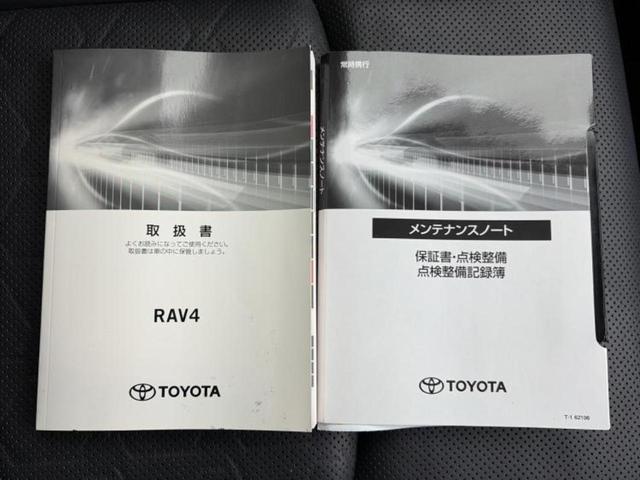 取扱書
よくお読みになってご使用ください。
取扱書は車の中に保管しましょう。
RAV4
TOYOTA
メンテナンスノート
常時携行
メンテナンスノート
保証書・点検整備
点検整備記録簿
TOYOTA
T-1 62106